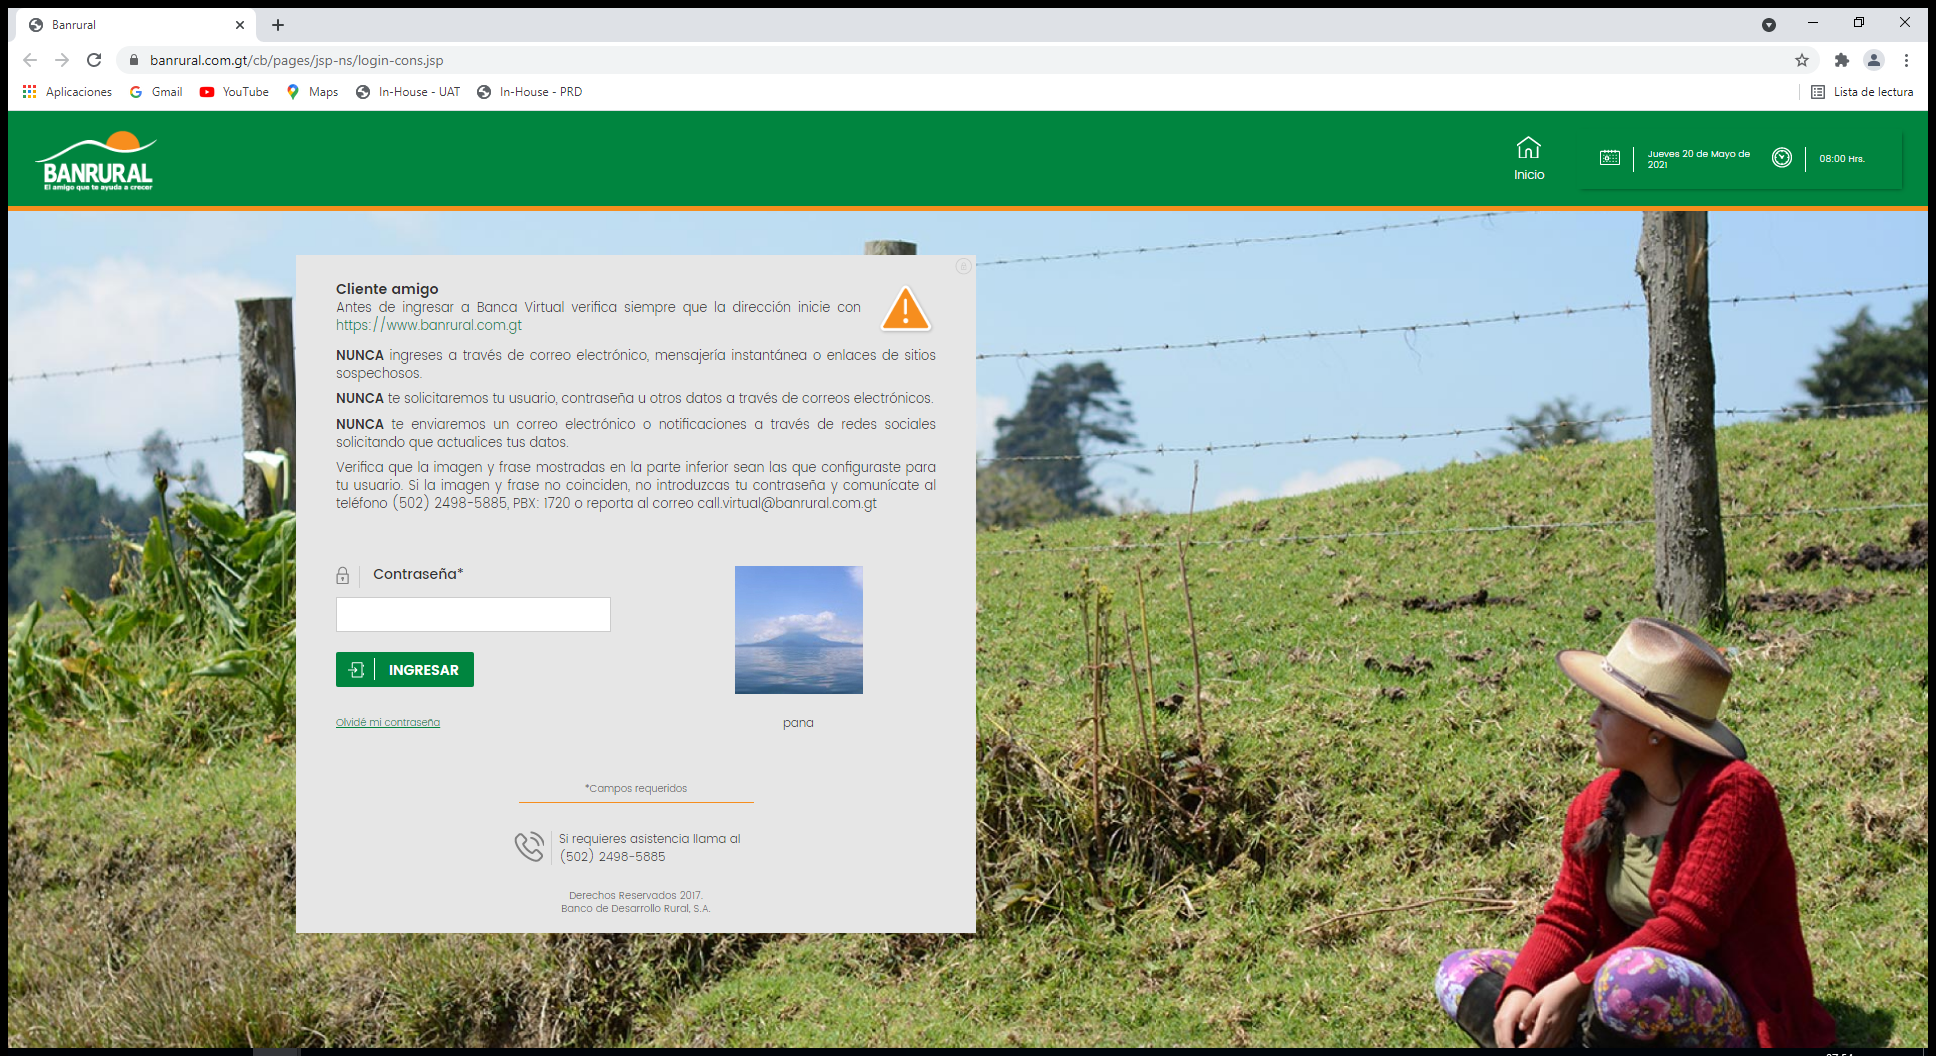 Banrural
banrural.com.gt/cb/pages/jsp-ns/login-cons.jsp
Aplicaciones Gmail YouTube Maps In-House - UAT In-House - PRD Lista de lectura
BANRURAL
El amigo que te ayuda a crecer
Inicio
Jueves 20 de Mayo de
2021
08:00 Hrs.
Cliente amigo
Antes de ingresar a Banca Virtual verifica siempre que la dirección inicie con
https://www.banrural.com.gt
NUNCA ingreses a través de correo electrónico, mensajería instantánea o enlaces de sitios
sospechosos.
NUNCA te solicitaremos tu usuario, contraseña u otros datos a través de correos electrónicos.
NUNCA te enviaremos un correo electrónico o notificaciones a través de redes sociales
solicitando que actualices tus datos.
Verifica que la imagen y frase mostradas en la parte inferior sean las que configuraste para
tu usuario. Si la imagen y frase no coinciden, no introduzcas tu contraseña y comunícate al
teléfono (502) 2498-5885, PBX: 1720 o reporta al correo call.virtual@banrural.com.gt
Contraseña*
INGRESAR
Olvidé mi contraseña
pana
*Campos requeridos
Si requieres asistencia llama al
(502) 2498-5885
Derechos Reservados 2017.
Banco de Desarrollo Rural, S.A.